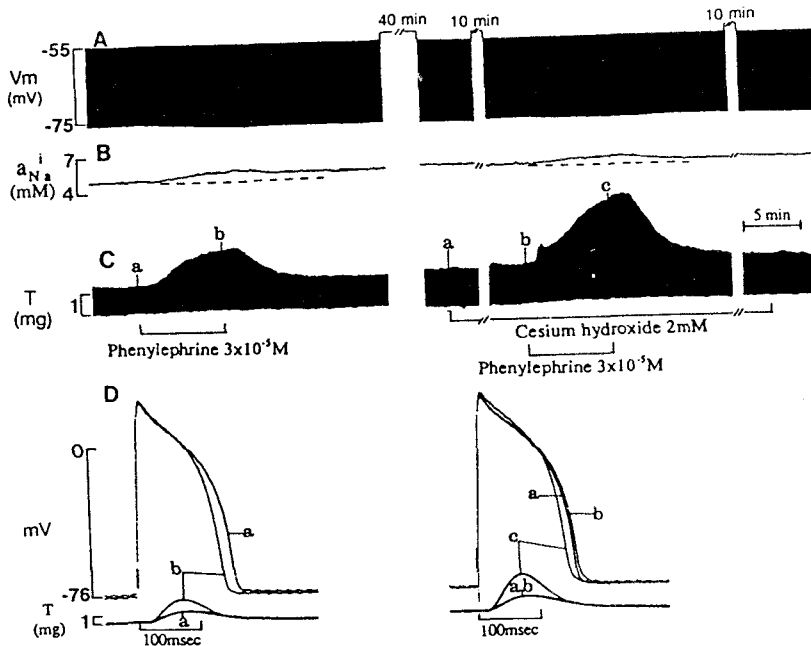 40 min 10 min 10 min
A
-55
Vm
(mV)
-75
B
7
a i Na
(mM)
4
c
5 min
b
C
a
a
b
T
(mg)
1
Cesium hydroxide 2mM
Phenylephrine 3x10⁻⁵M
Phenylephrine 3x10⁻⁵M
D
0
mV
a
a
b
b
c
-76
T
(mg)
1
a
a,b
100msec
100msec